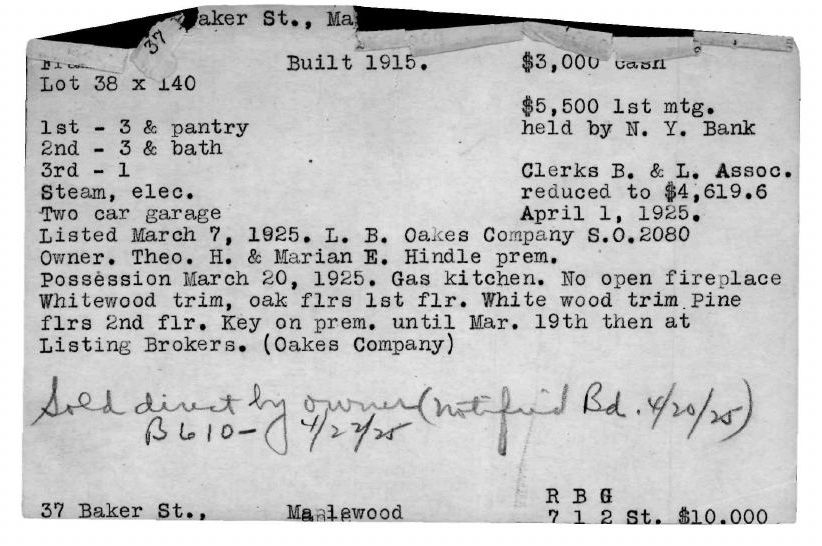 37 Baker St., Ma
Built 1915. $3,000 cash
Lot 38 x 140
$5,500 1st mtg.
1st - 3 & pantry held by N. Y. Bank
2nd - 3 & bath
3rd - 1 Clerks B. & L. Assoc.
Steam, elec. reduced to $4,619.6
Two car garage April 1, 1925.
Listed March 7, 1925. L. B. Oakes Company S.O.2080
Owner. Theo. H. & Marian E. Hindle prem.
Possession March 20, 1925. Gas kitchen. No open fireplace
Whitewood trim, oak flrs 1st flr. White wood trim Pine
flrs 2nd flr. Key on prem. until Mar. 19th then at
Listing Brokers. (Oakes Company)
Sold direct by owner (notified Bd. 4/20/25)
B610- 4/22/25
R B G
37 Baker St., Maplewood 7 1 2 St. $10.000